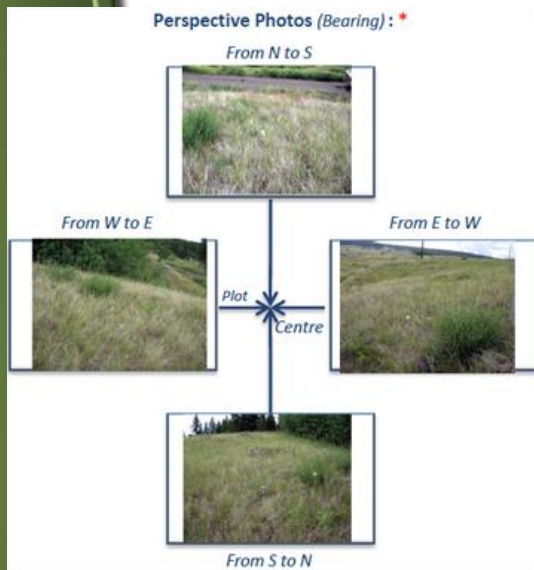 Perspective Photos (Bearing) : *
From N to S
From W to E
From E to W
Plot
Centre
From S to N